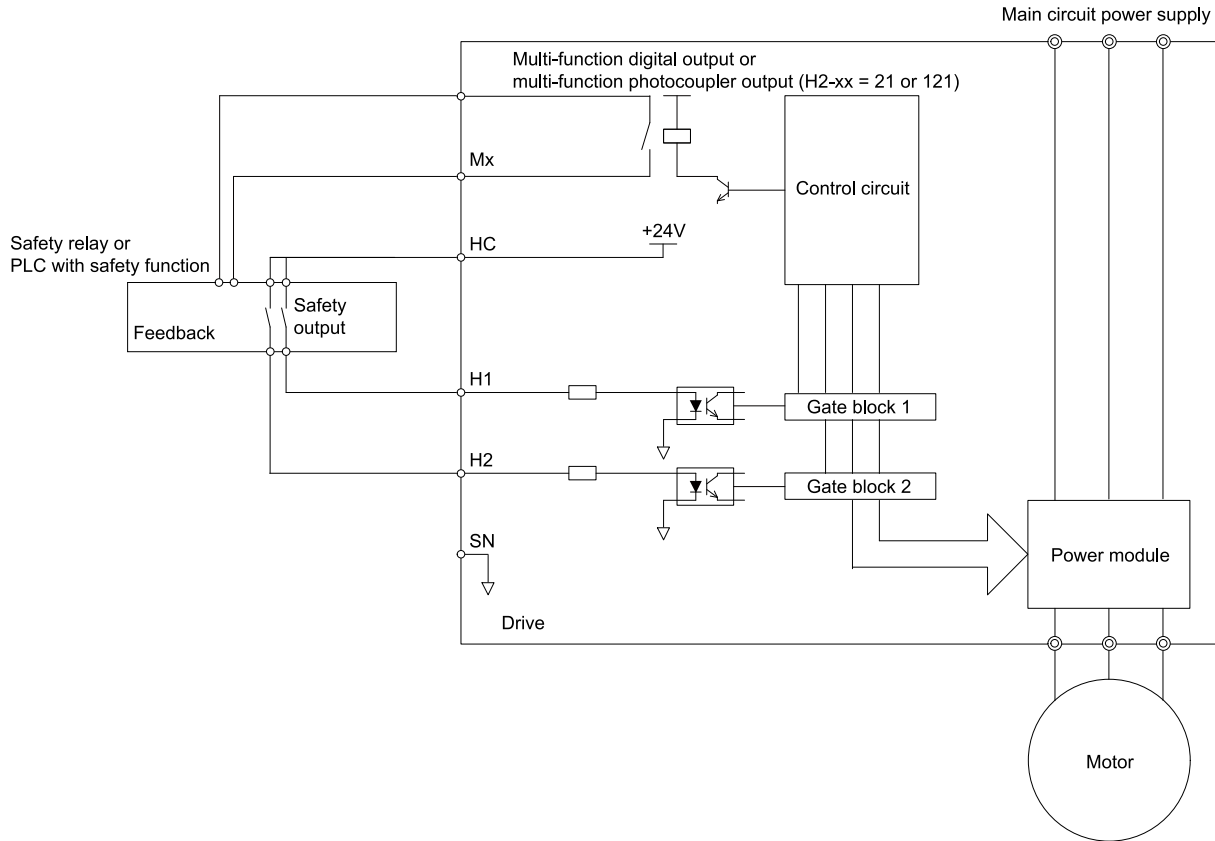 Main circuit power supply
Multi-function digital output or
multi-function photocoupler output (H2-xx = 21 or 121)
Mx
Control circuit
+24V
HC
Safety relay or
PLC with safety function
Safety
output
Feedback
H1
Gate block 1
H2
Gate block 2
SN
Power module
Drive
Motor